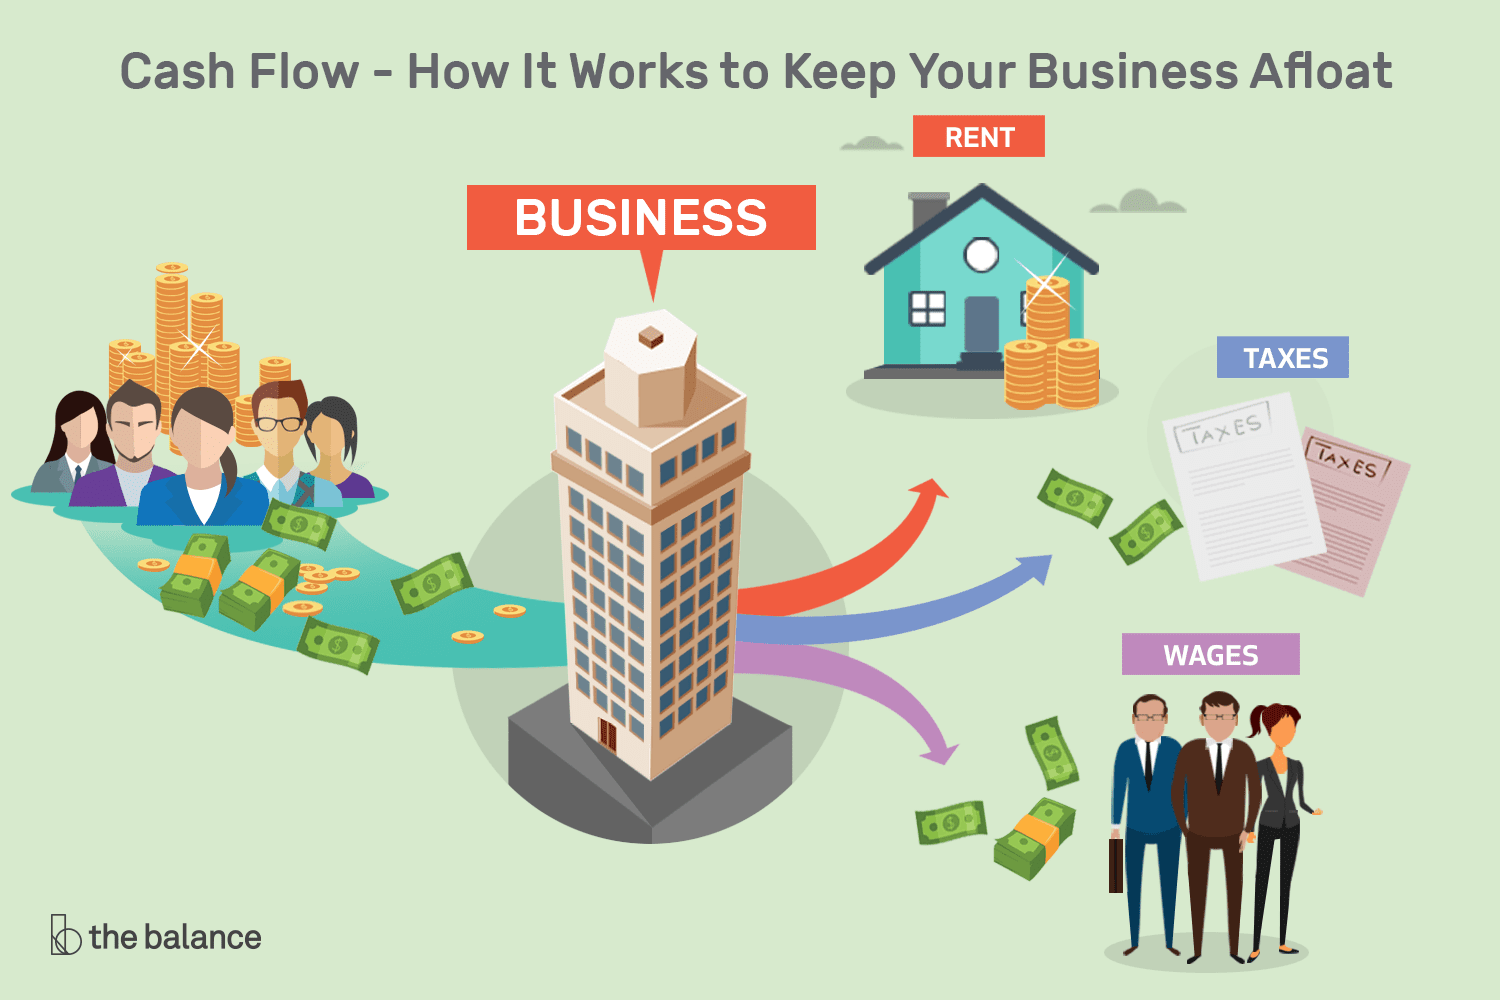 Cash Flow - How It Works to Keep Your Business Afloat
RENT
BUSINESS
TAXES
TAXES
TAXES
WAGES
the balance